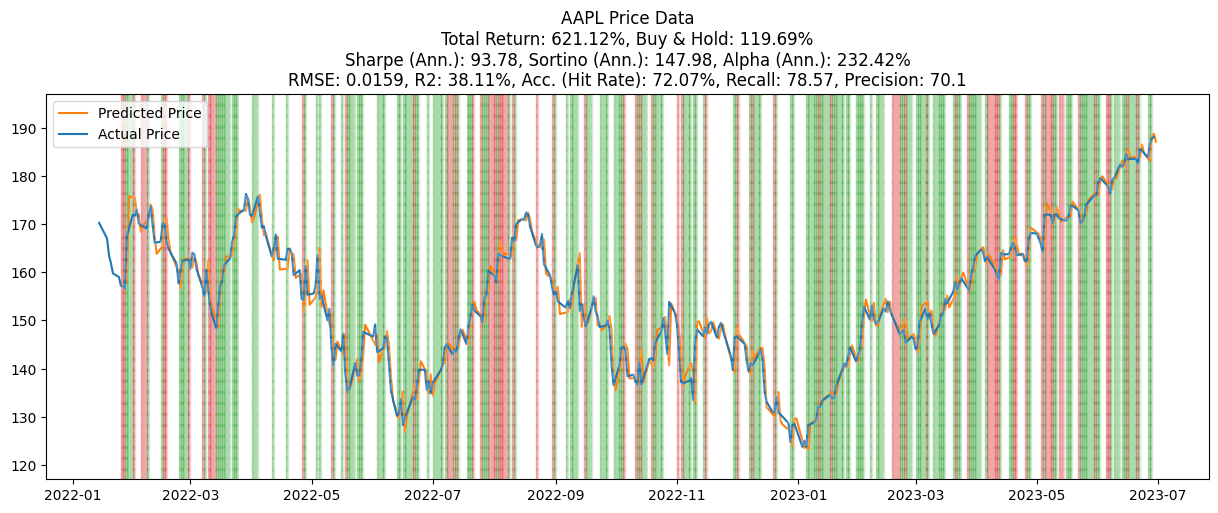 AAPL Price Data
Total Return: 621.12%, Buy & Hold: 119.69%
Sharpe (Ann.): 93.78, Sortino (Ann.): 147.98, Alpha (Ann.): 232.42%
RMSE: 0.0159, R2: 38.11%, Acc. (Hit Rate): 72.07%, Recall: 78.57, Precision: 70.1
Predicted Price
Actual Price
190
180
170
160
150
140
130
120
2022-01 2022-03 2022-05 2022-07 2022-09 2022-11 2023-01 2023-03 2023-05 2023-07